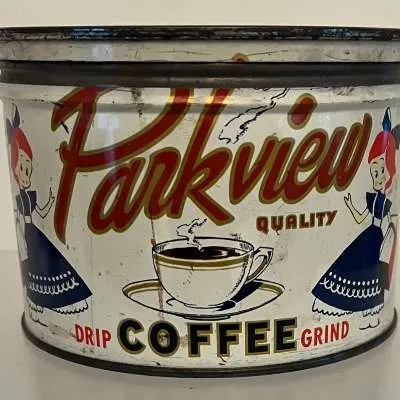 Parkview
QUALITY
DRIP COFFEE GRIND